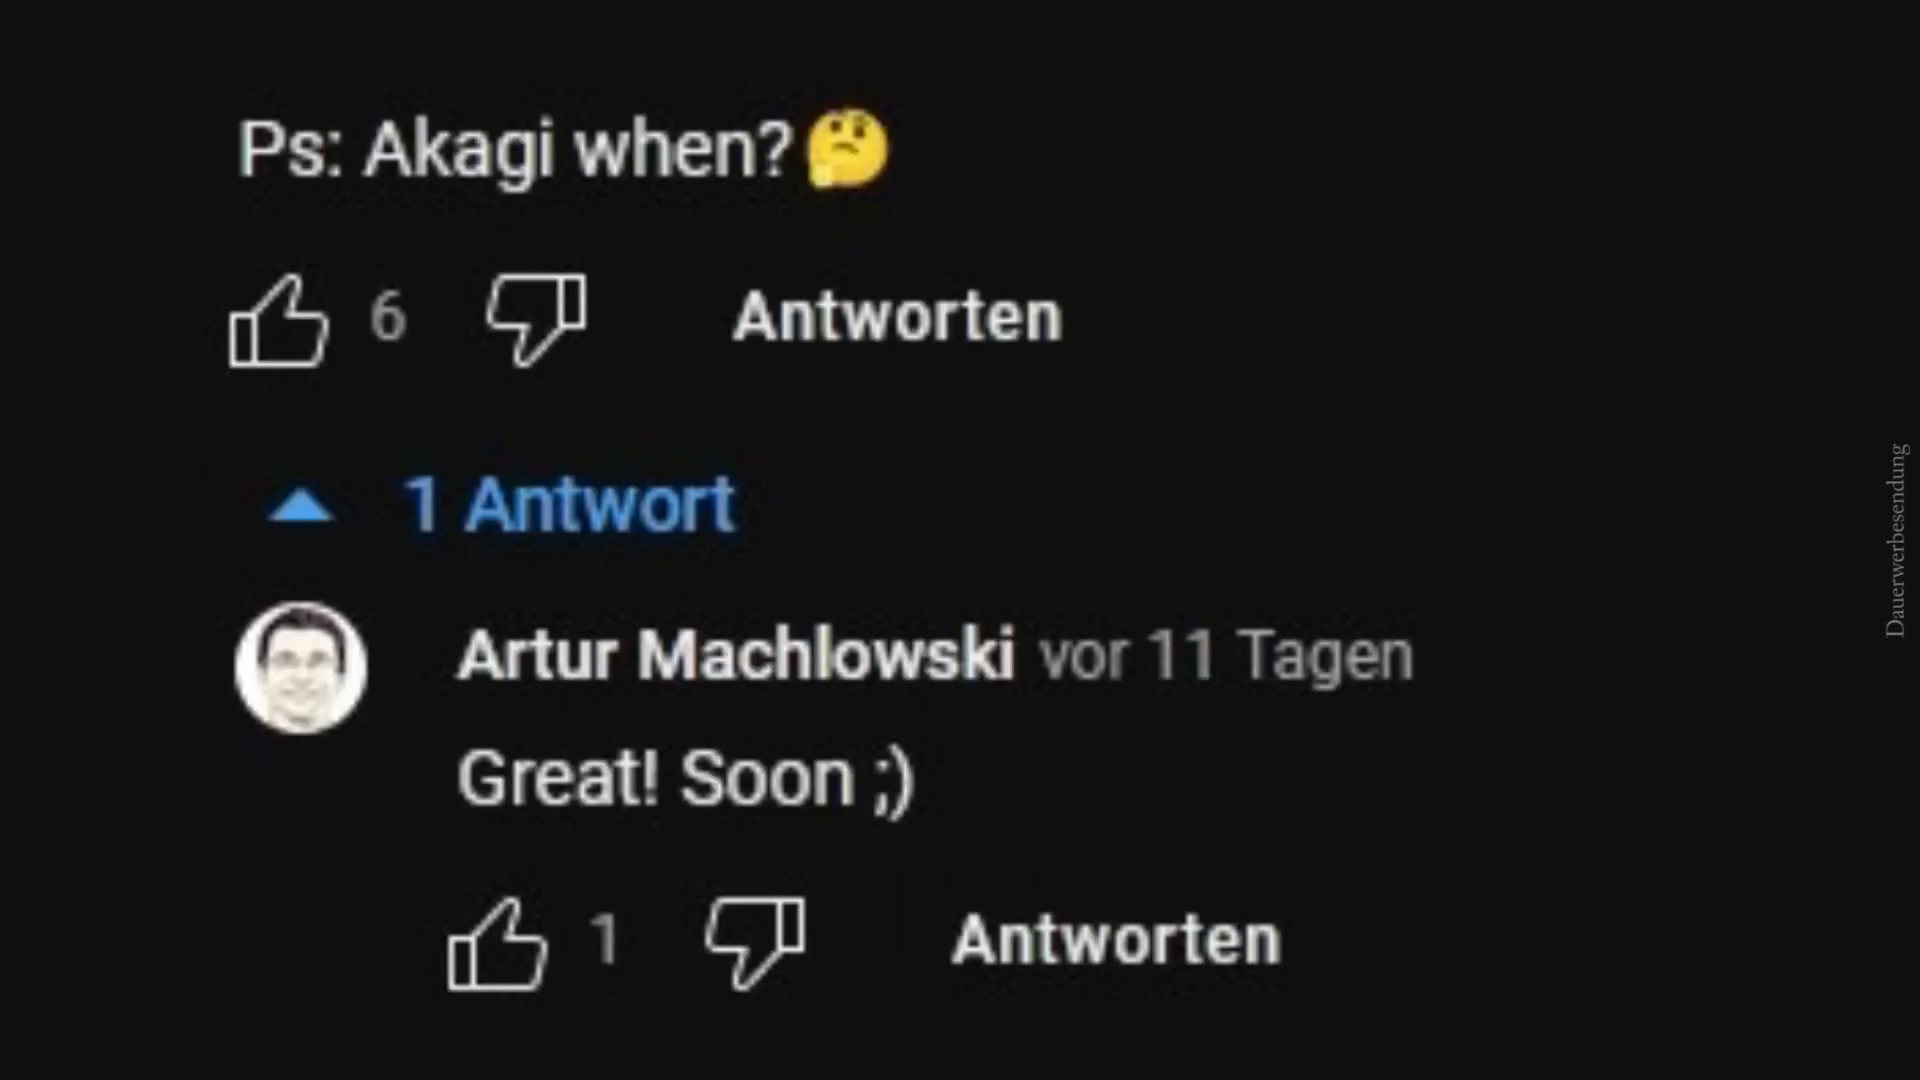 Ps: Akagi when?🤔
6 Antworten
1 Antwort
Artur Machlowski vor 11 Tagen
Great! Soon ;)
1 Antworten
Dauerwerbesendung